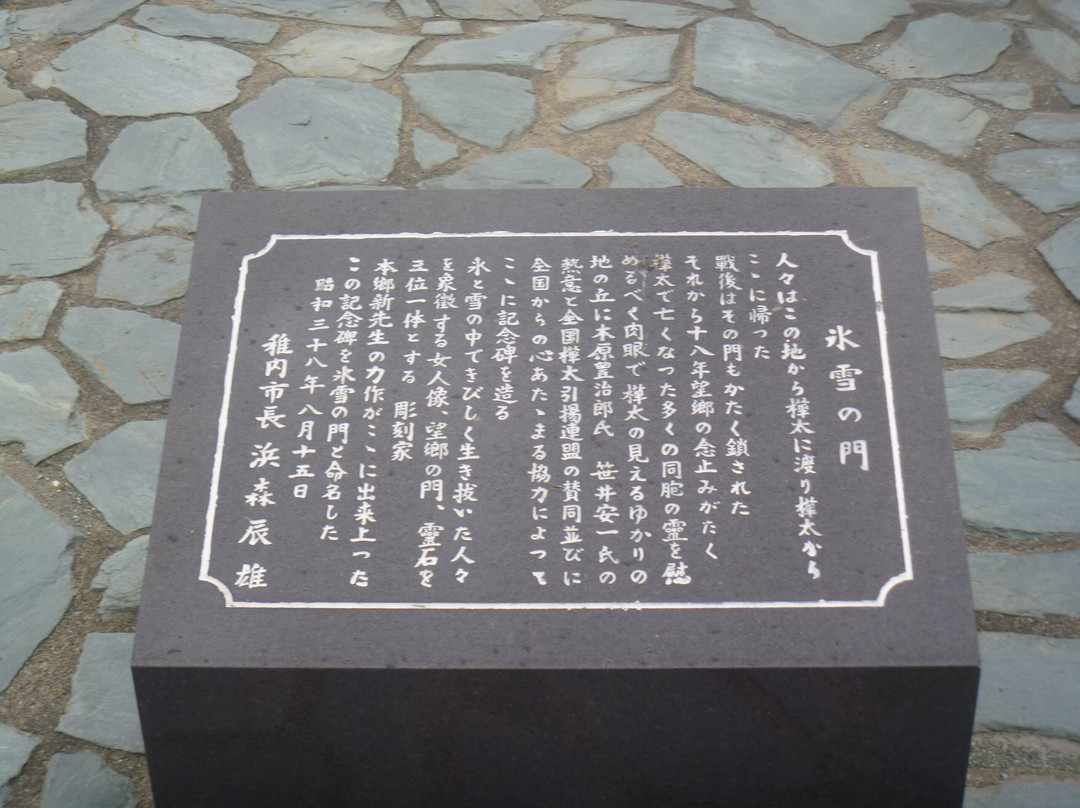 氷雪の門
人々はこの地から樺太に渡り樺太から
こゝに帰った
戰後はその門もかたく鎖された
それから十八年望郷の念止みがたく
樺太で亡くなった多くの同胞の靈を慰
めるべく肉眼で樺太の見えるゆかりの
地の丘に木原豊治郎氏　笹井安一氏の
熱意と全国樺太引揚連盟の賛同並びに
全国からの心あたゝまる協力によって
こゝに記念碑を造る
氷と雪の中できびしく生き抜いた人々
を象徴する女人像、望郷の門、靈石を
三位一体とする　彫刻家
本郷新先生の力作がこゝに出来上った
この記念碑を氷雪の門と命名した
昭和三十八年八月十五日
稚内市長　浜森辰雄